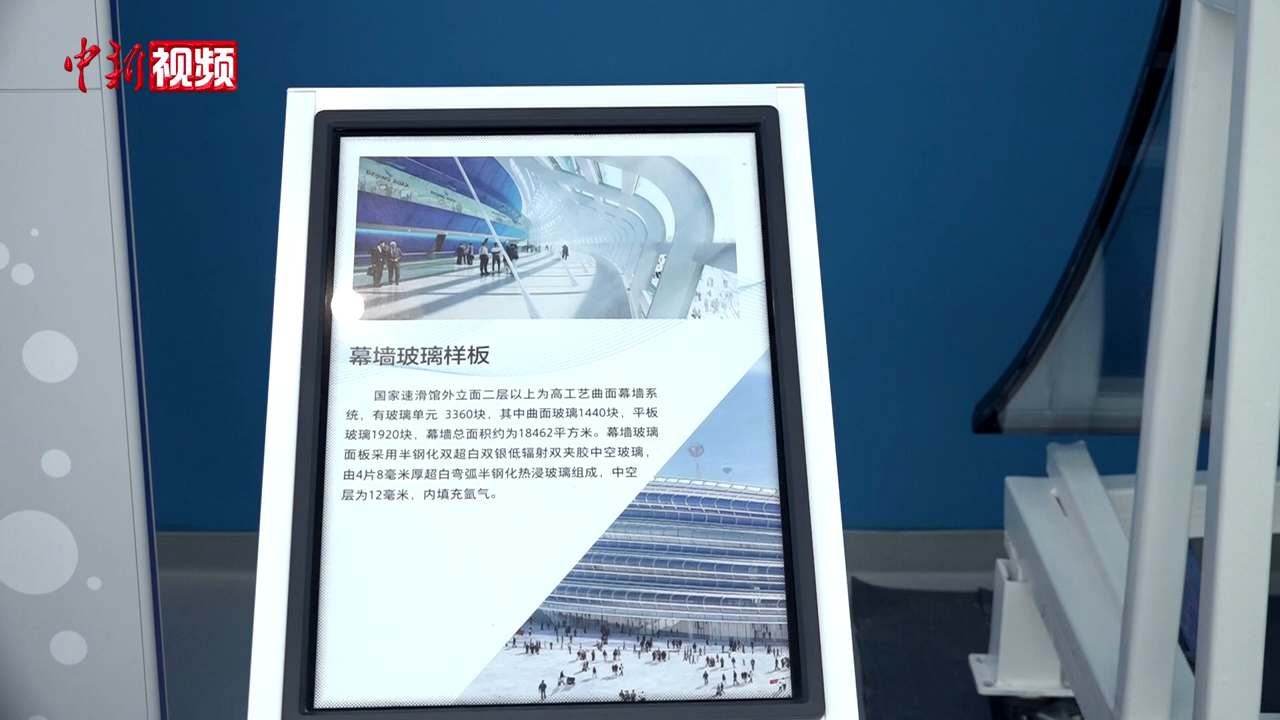 中新视频
BEIJING 2022
幕墙玻璃样板
国家速滑馆外立面二层以上为高工艺曲面幕墙系
统，有玻璃单元 3360块，其中曲面玻璃1440块，平板
玻璃1920块，幕墙总面积约为18462平方米。幕墙玻璃
面板采用半钢化双超白双银低辐射双夹胶中空玻璃，
由4片8毫米厚超白弯弧半钢化热浸玻璃组成，中空
层为12毫米，内填充氩气。